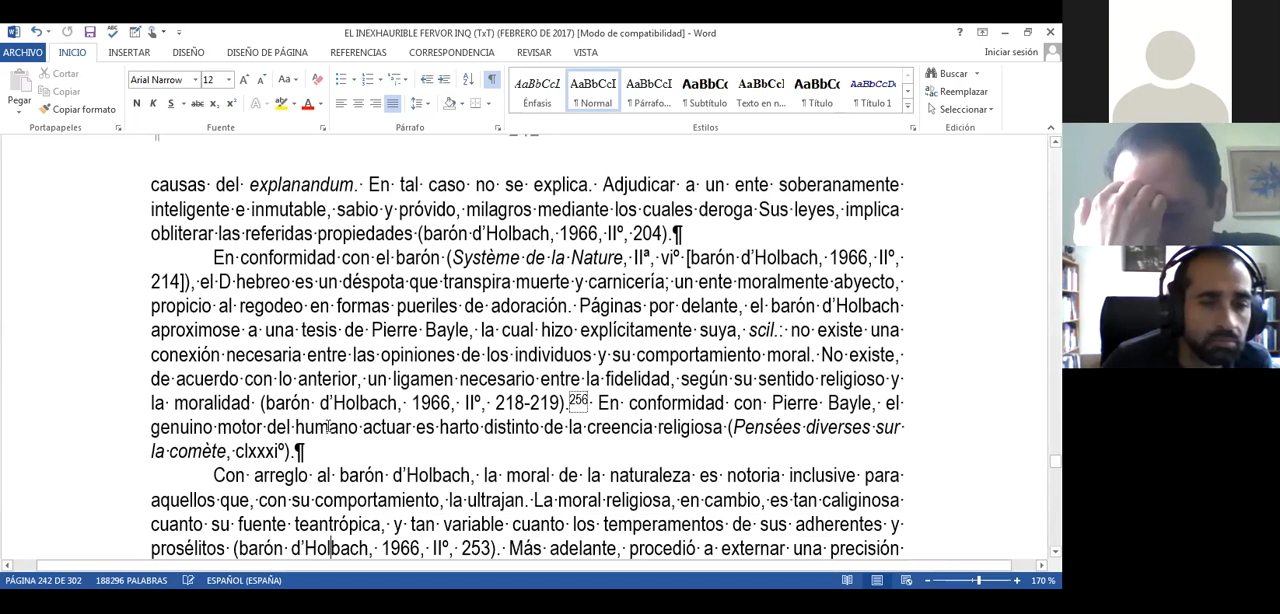 EL INEXHAURIBLE FERVOR INQ (TxT) (FEBRERO DE 2017) [Modo de compatibilidad] - Word
ARCHIVO INICIO INSERTAR DISEÑO DISEÑO DE PÁGINA REFERENCIAS CORRESPONDENCIA REVISAR VISTA Iniciar sesión
Pegar
Cortar
Copiar
Copiar formato
Arial Narrow 12
N K S abc x₂ x²
AaBbCcI AaBbCcI AaBbCcI AaBbCc AaBbCcI AaBbCc AaBbCcD
Énfasis ¶ Normal ¶ Párrafo... ¶ Subtítulo Texto en n... ¶ Título ¶ Título 1
Buscar
Reemplazar
Seleccionar
Portapapeles Fuente Párrafo Estilos Edición
causas del explanandum. En tal caso no se explica. Adjudicar a un ente soberanamente
inteligente e inmutable, sabio y próvido, milagros mediante los cuales deroga Sus leyes, implica
obliterar las referidas propiedades (barón d'Holbach, 1966, IIº, 204).¶
En conformidad con el barón (Système de la Nature, IIª, viº [barón d'Holbach, 1966, IIº,
214]), el D hebreo es un déspota que transpira muerte y carnicería; un ente moralmente abyecto,
propicio al regodeo en formas pueriles de adoración. Páginas por delante, el barón d'Holbach
aproximose a una tesis de Pierre Bayle, la cual hizo explícitamente suya, scil.: no existe una
conexión necesaria entre las opiniones de los individuos y su comportamiento moral. No existe,
de acuerdo con lo anterior, un ligamen necesario entre la fidelidad, según su sentido religioso y
la moralidad (barón d'Holbach, 1966, IIº, 218-219).256 En conformidad con Pierre Bayle, el
genuino motor del humano actuar es harto distinto de la creencia religiosa (Pensées diverses sur
la comète, clxxxiº).¶
Con arreglo al barón d'Holbach, la moral de la naturaleza es notoria inclusive para
aquellos que, con su comportamiento, la ultrajan. La moral religiosa, en cambio, es tan caliginosa
cuanto su fuente teantrópica, y tan variable cuanto los temperamentos de sus adherentes y
prosélitos (barón d'Holbach, 1966, IIº, 253). Más adelante, procedió a externar una precisión
PÁGINA 242 DE 302 188296 PALABRAS ESPAÑOL (ESPAÑA) 170 %